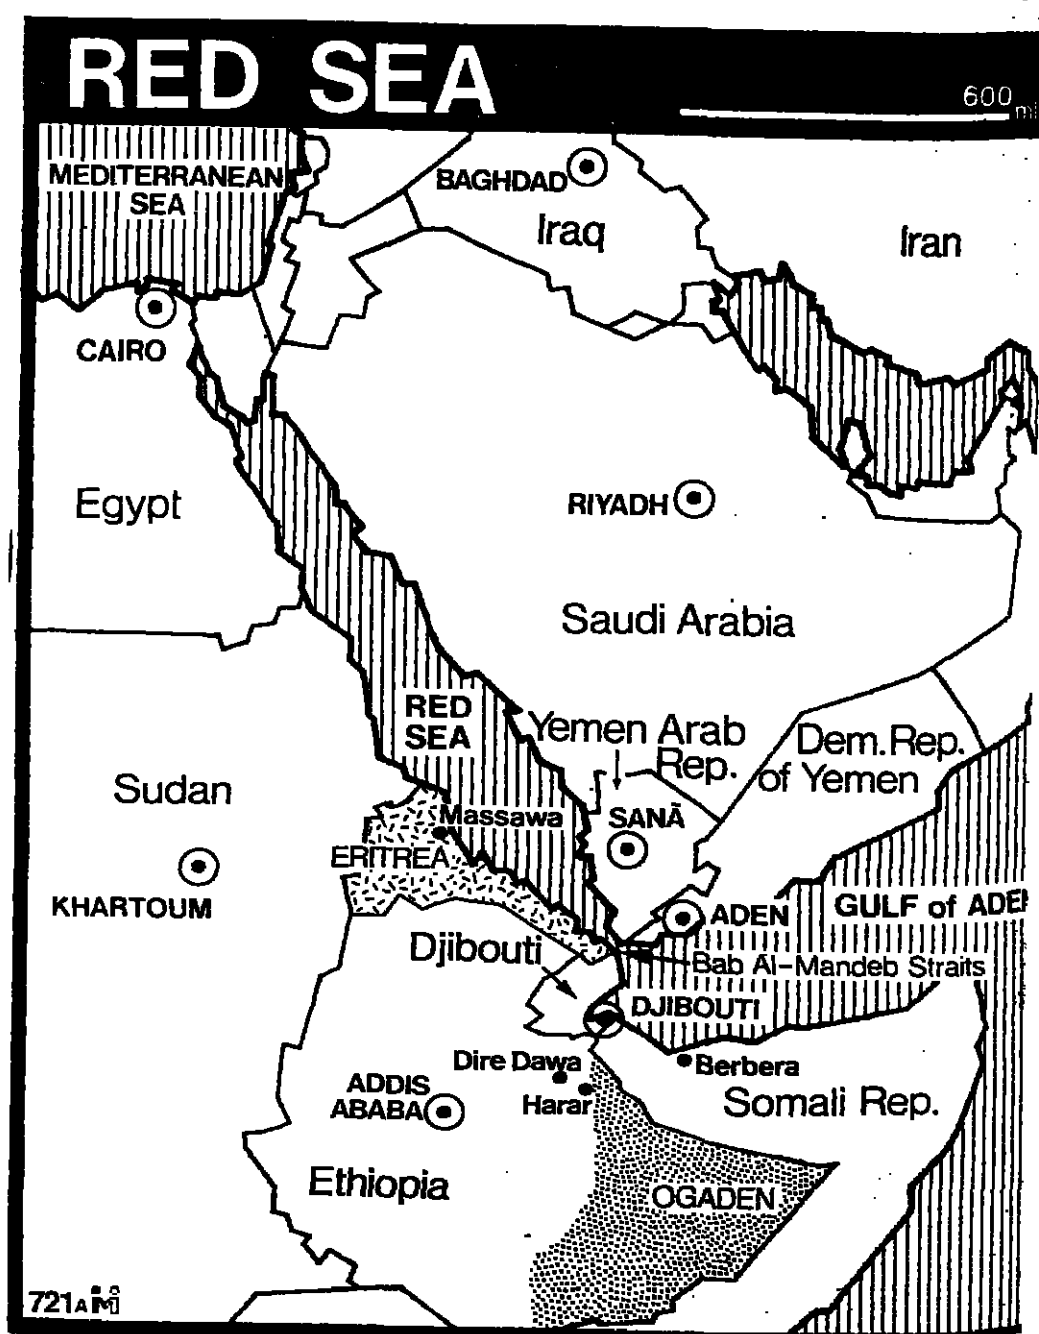 RED SEA
600
MEDITERRANEAN
SEA
BAGHDAD
Iraq
Iran
CAIRO
Egypt
RIYADH
Saudi Arabia
RED
SEA
Yemen Arab
Rep.
Dem. Rep.
of Yemen
Sudan
Massawa
SANĀ
ERITREA
KHARTOUM
ADEN
GULF of ADEN
Djibouti
Bab Al-Mandeb Straits
DJIBOUTI
Dire Dawa
Berbera
ADDIS
ABABA
Harar
Somali Rep.
Ethiopia
OGADEN
721A